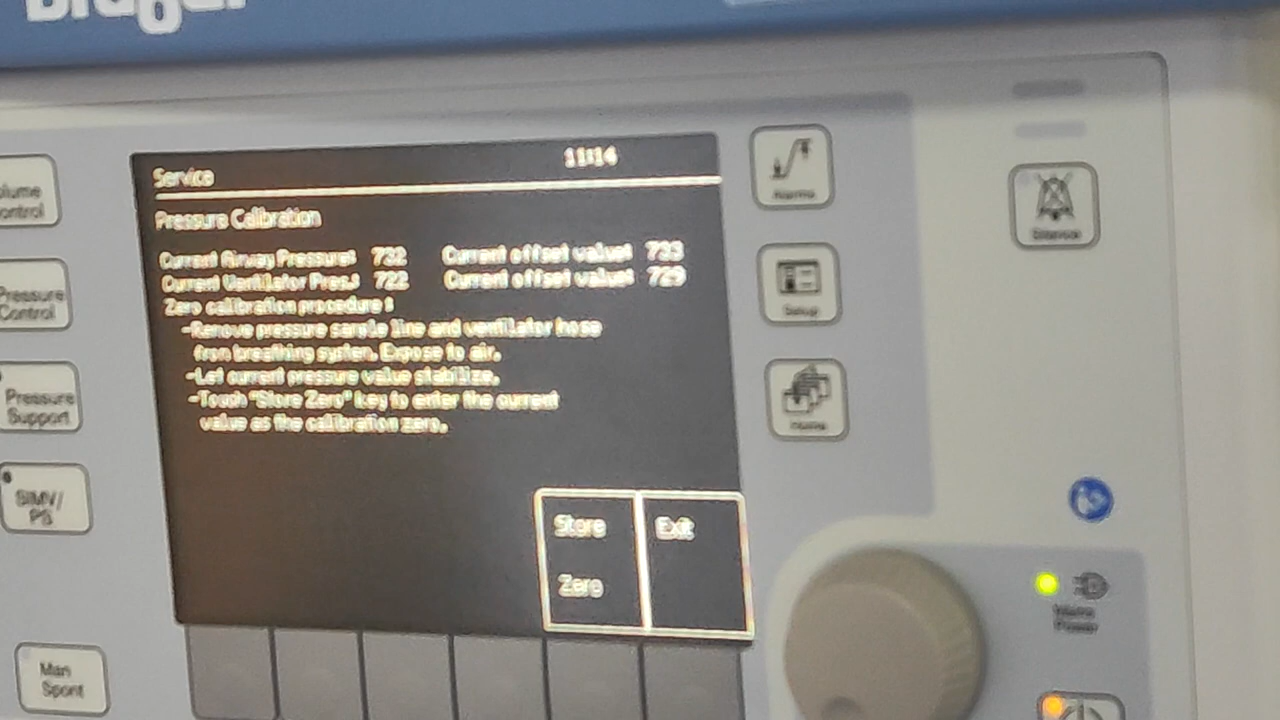 Dräger
Volume
Control
Pressure
Control
Pressure
Support
SIMV/
PS
Man
Spont
Service 11:14
Pressure Calibration
Current Airway Pressure: 732 Current offset value: 733
Current Ventilator Pres.: 722 Current offset value: 729
Zero calibration procedure:
-Remove pressure sample line and ventilator hose
from breathing system. Expose to air.
-Let current pressure value stabilize.
-Touch "Store Zero" key to enter the current
value as the calibration zero.
Store
Zero
Exit
Alarms
Setup
Home
Silence
Mains
Power